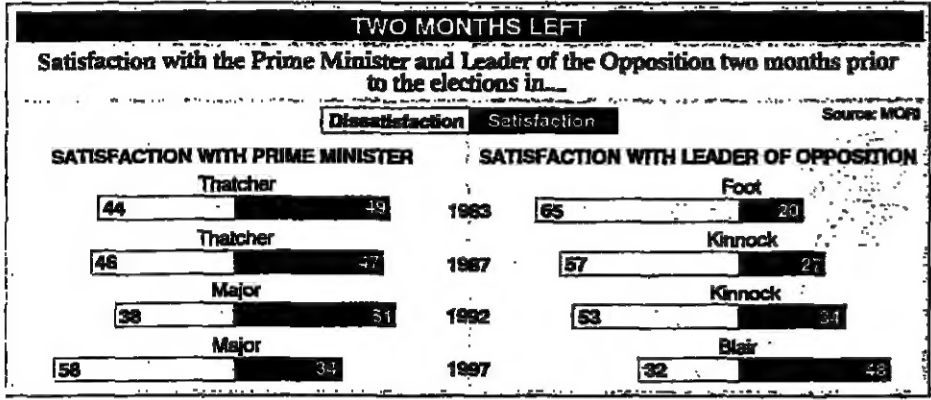 TWO MONTHS LEFT
Satisfaction with the Prime Minister and Leader of the Opposition two months prior
to the elections in....
Source: MORI
Dissatisfaction Satisfaction
SATISFACTION WITH PRIME MINISTER SATISFACTION WITH LEADER OF OPPOSITION
Thatcher Foot
44 49 1983 65 20
Thatcher Kinnock
46 47 1987 57 27
Major Kinnock
38 51 1992 53 34
Major Blair
58 34 1997 32 48